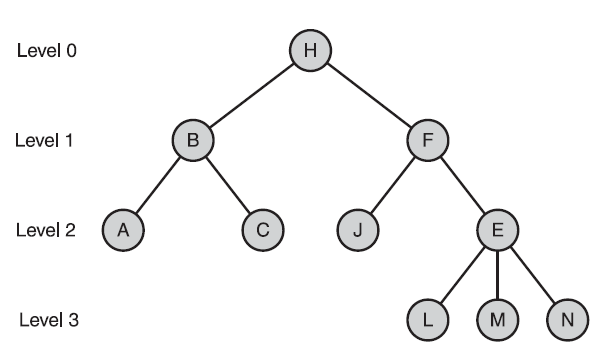 Level 0 H
Level 1 B F
Level 2 A C J E
Level 3 L M N